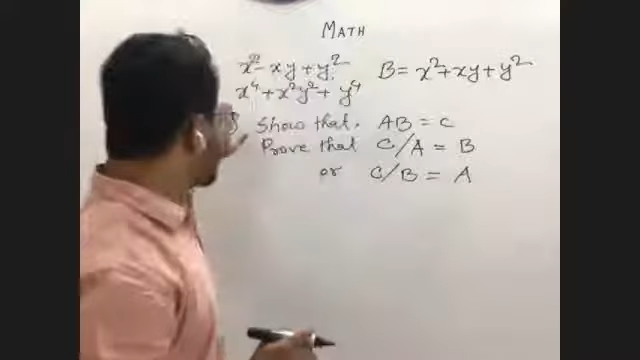 MATH
x² - xy + y² B = x² + xy + y²
x⁴ + x²y² + y⁴
Show that. AB = C
Prove that C/A = B
or C/B = A